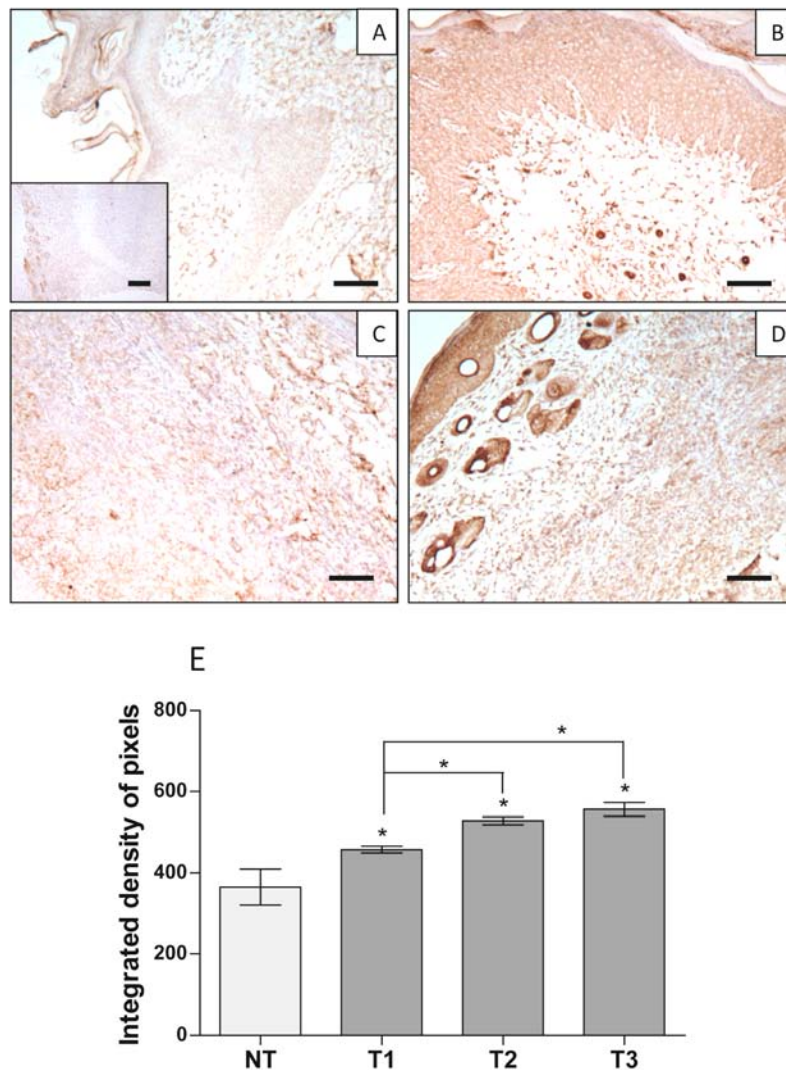 A
B
C
D
E
Integrated density of pixels
800
600
400
200
0
*
*
*
*
*
NT
T1
T2
T3